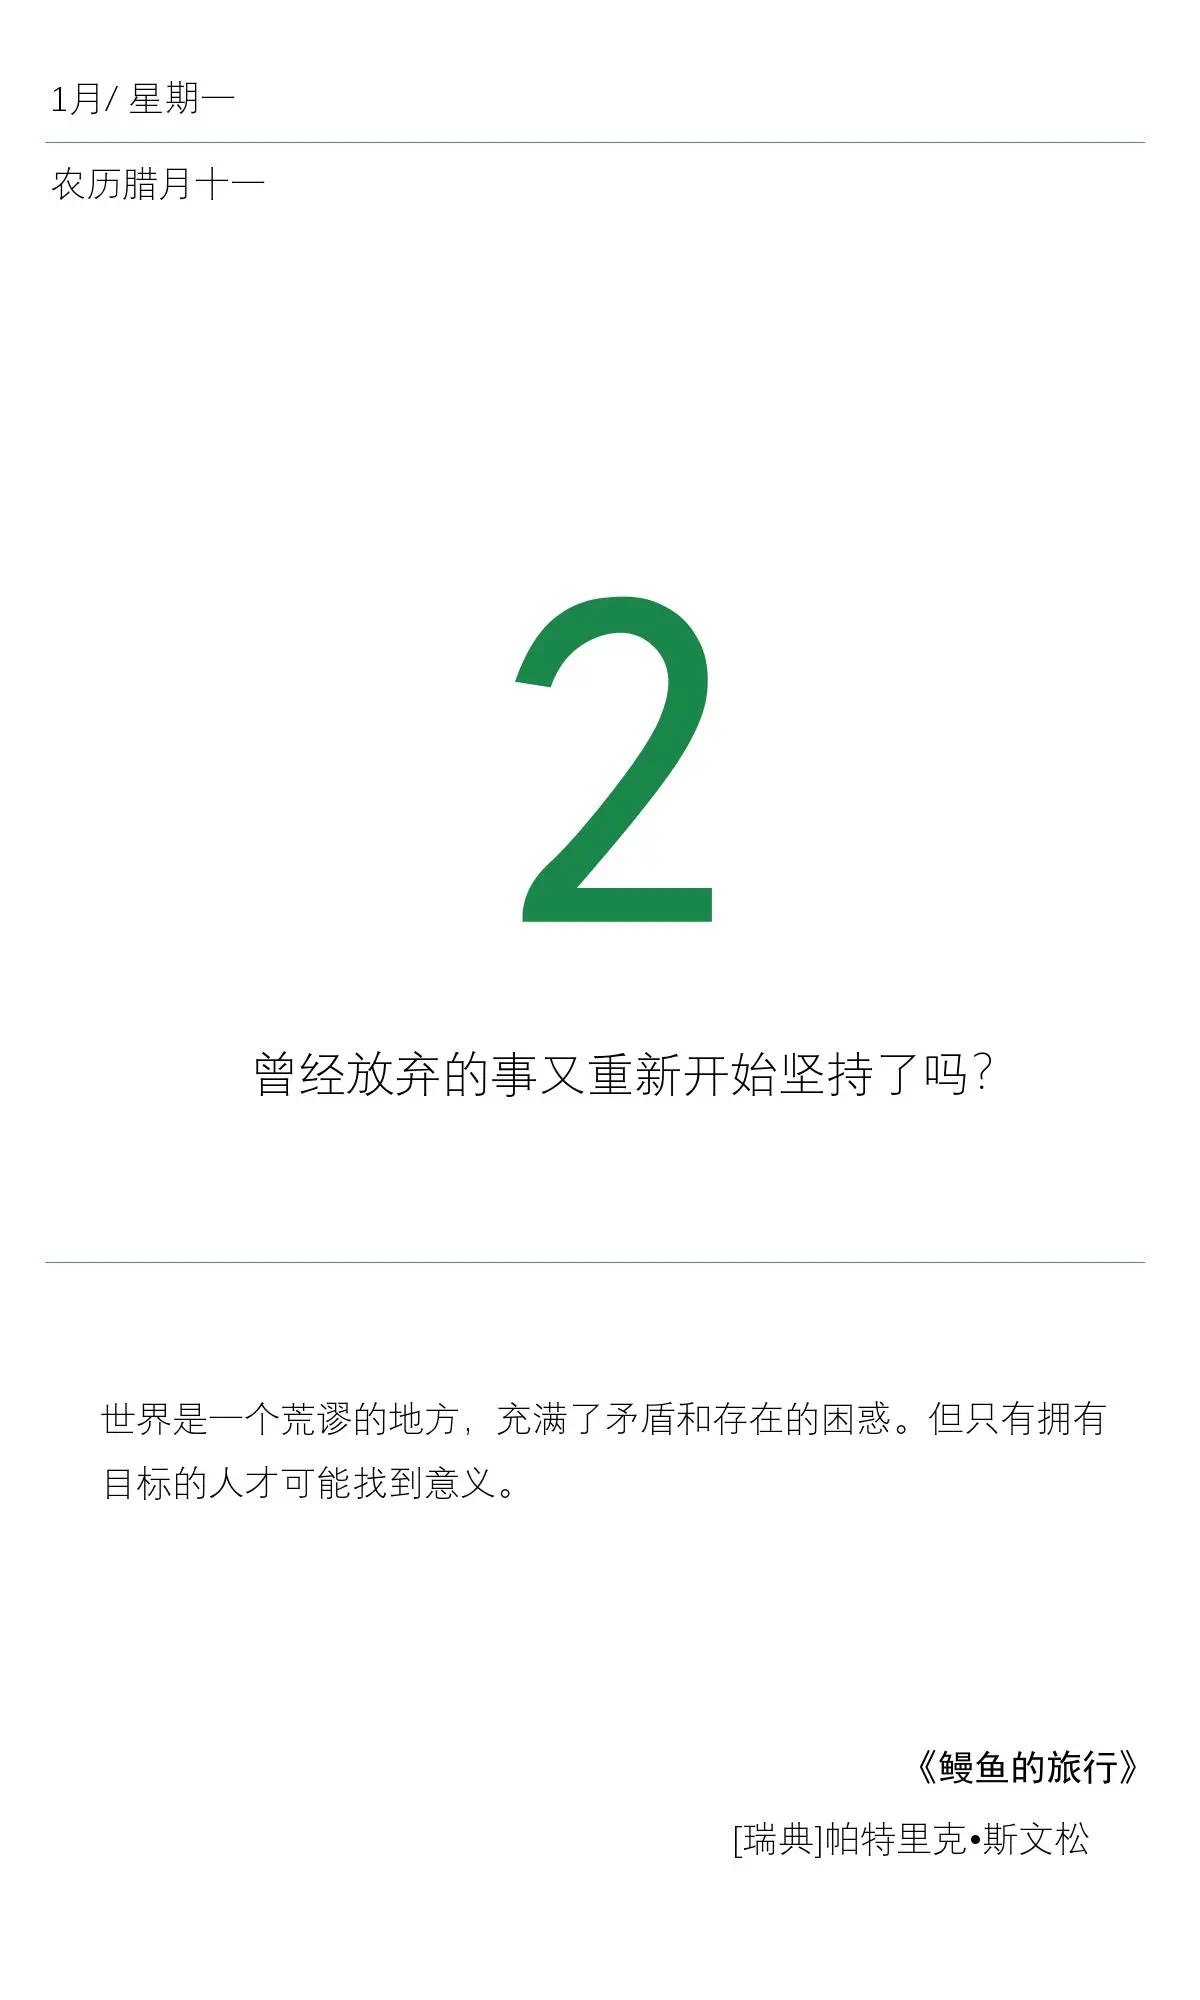 1月/ 星期一
农历腊月十一
2
曾经放弃的事又重新开始坚持了吗？
世界是一个荒谬的地方，充满了矛盾和存在的困惑。但只有拥有
目标的人才可能找到意义。
《鳗鱼的旅行》
[瑞典]帕特里克•斯文松